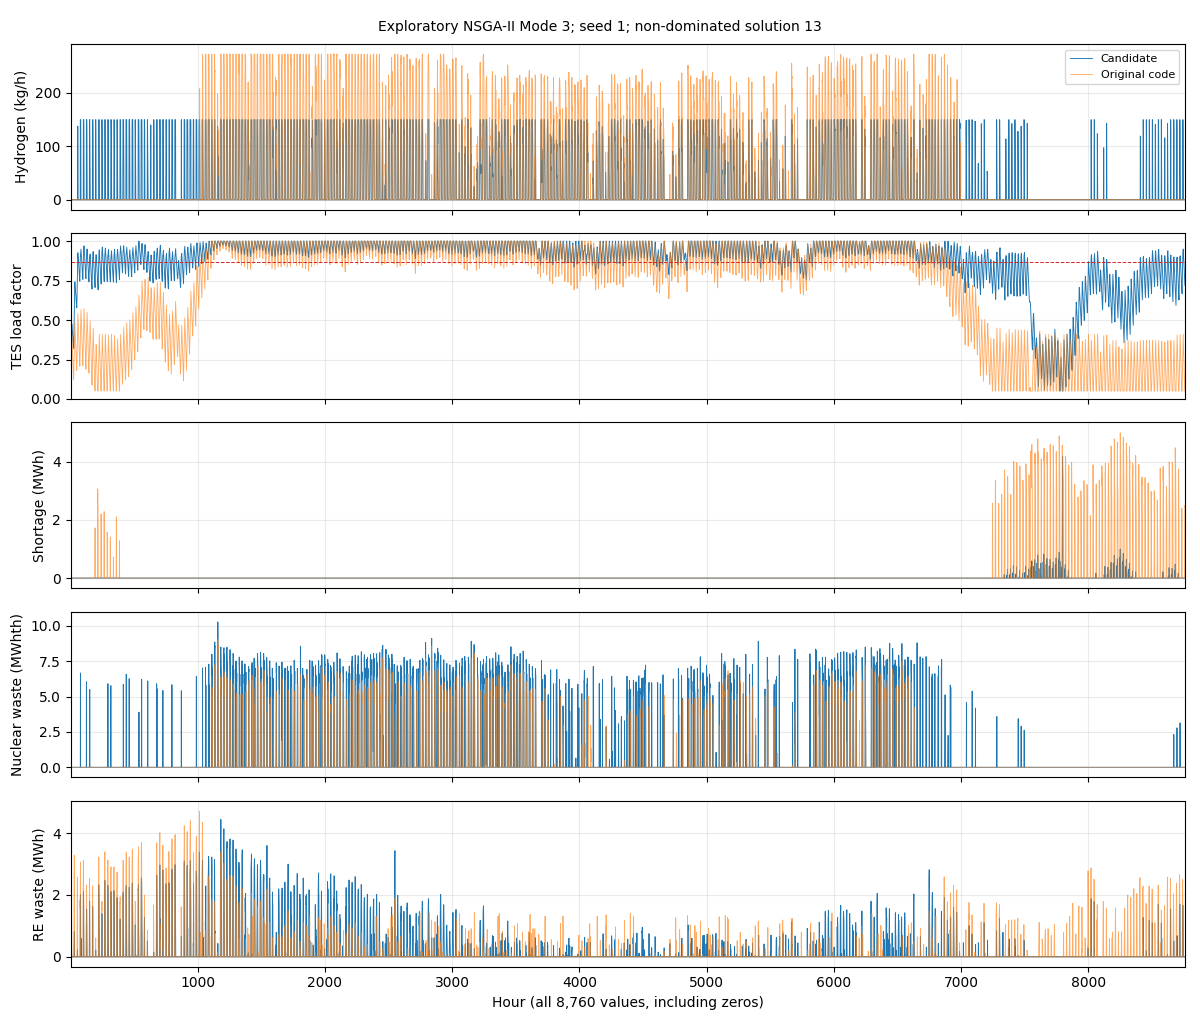 Exploratory NSGA-II Mode 3; seed 1; non-dominated solution 13
Hydrogen (kg/h)
200
100
0
Candidate
Original code
TES load factor
1.00
0.75
0.50
0.25
0.00
Shortage (MWh)
4
2
0
Nuclear waste (MWhth)
10.0
7.5
5.0
2.5
0.0
RE waste (MWh)
4
2
0
1000 2000 3000 4000 5000 6000 7000 8000
Hour (all 8,760 values, including zeros)